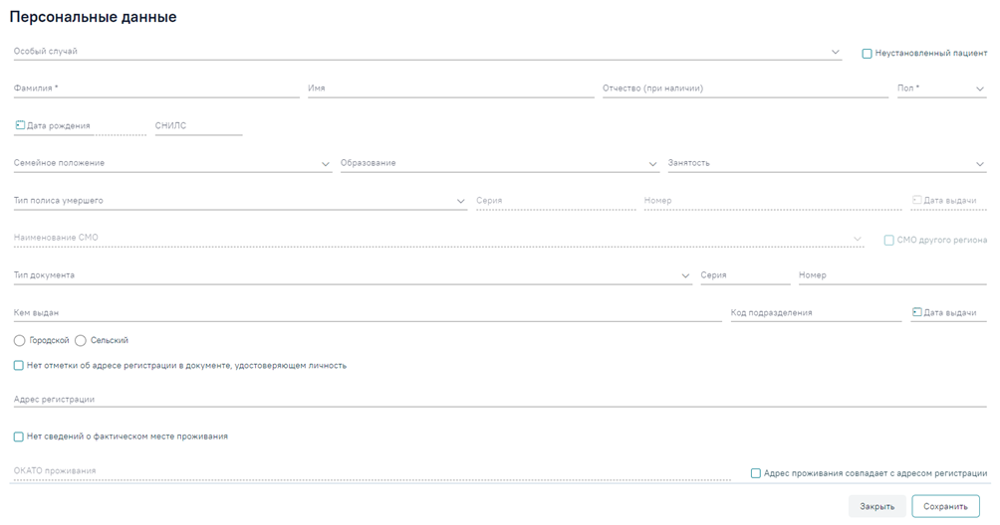 Персональные данные
Особый случай
Неустановленный пациент
Фамилия * Имя Отчество (при наличии) Пол *
Дата рождения СНИЛС
Семейное положение Образование Занятость
Тип полиса умершего Серия Номер Дата выдачи
Наименование СМО СМО другого региона
Тип документа Серия Номер
Кем выдан Код подразделения Дата выдачи
Городской Сельский
Нет отметки об адресе регистрации в документе, удостоверяющем личность
Адрес регистрации
Нет сведений о фактическом месте проживания
ОКАТО проживания Адрес проживания совпадает с адресом регистрации
Закрыть Сохранить